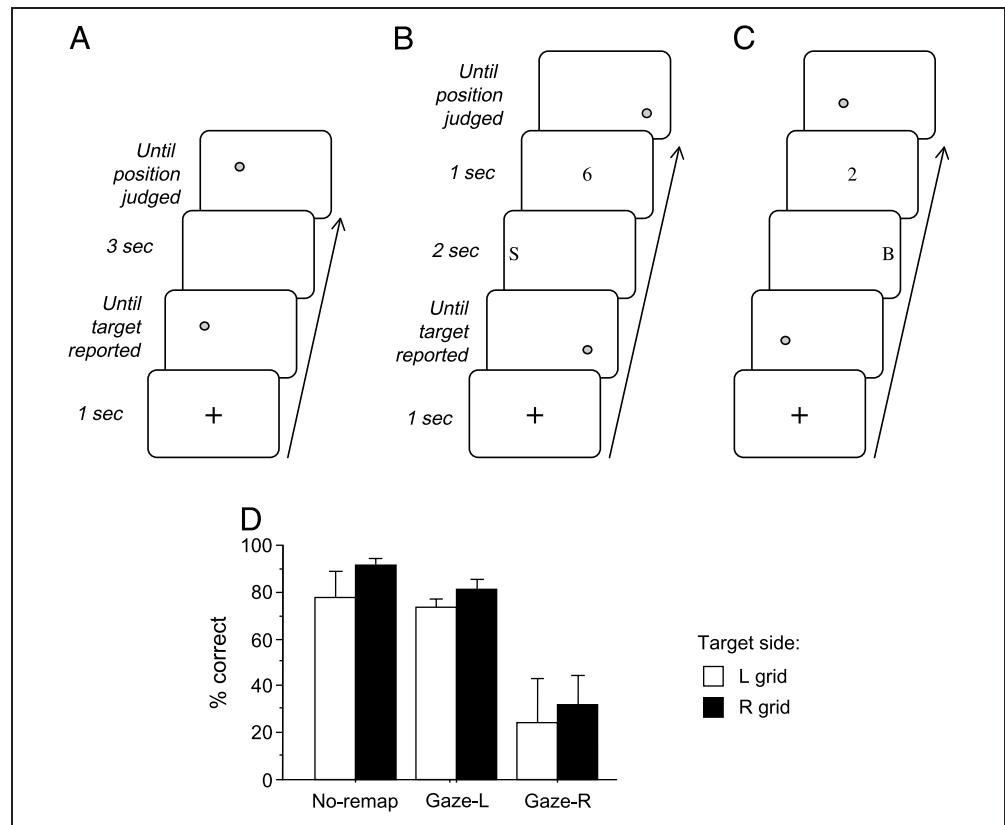 A
Until
position
judged
3 sec
Until
target
reported
1 sec
+
B
Until
position
judged
1 sec
6
2 sec
S
Until
target
reported
1 sec
+
C
2
B
+
D
% correct
100
80
60
40
20
0
No-remap
Gaze-L
Gaze-R
Target side:
L grid
R grid